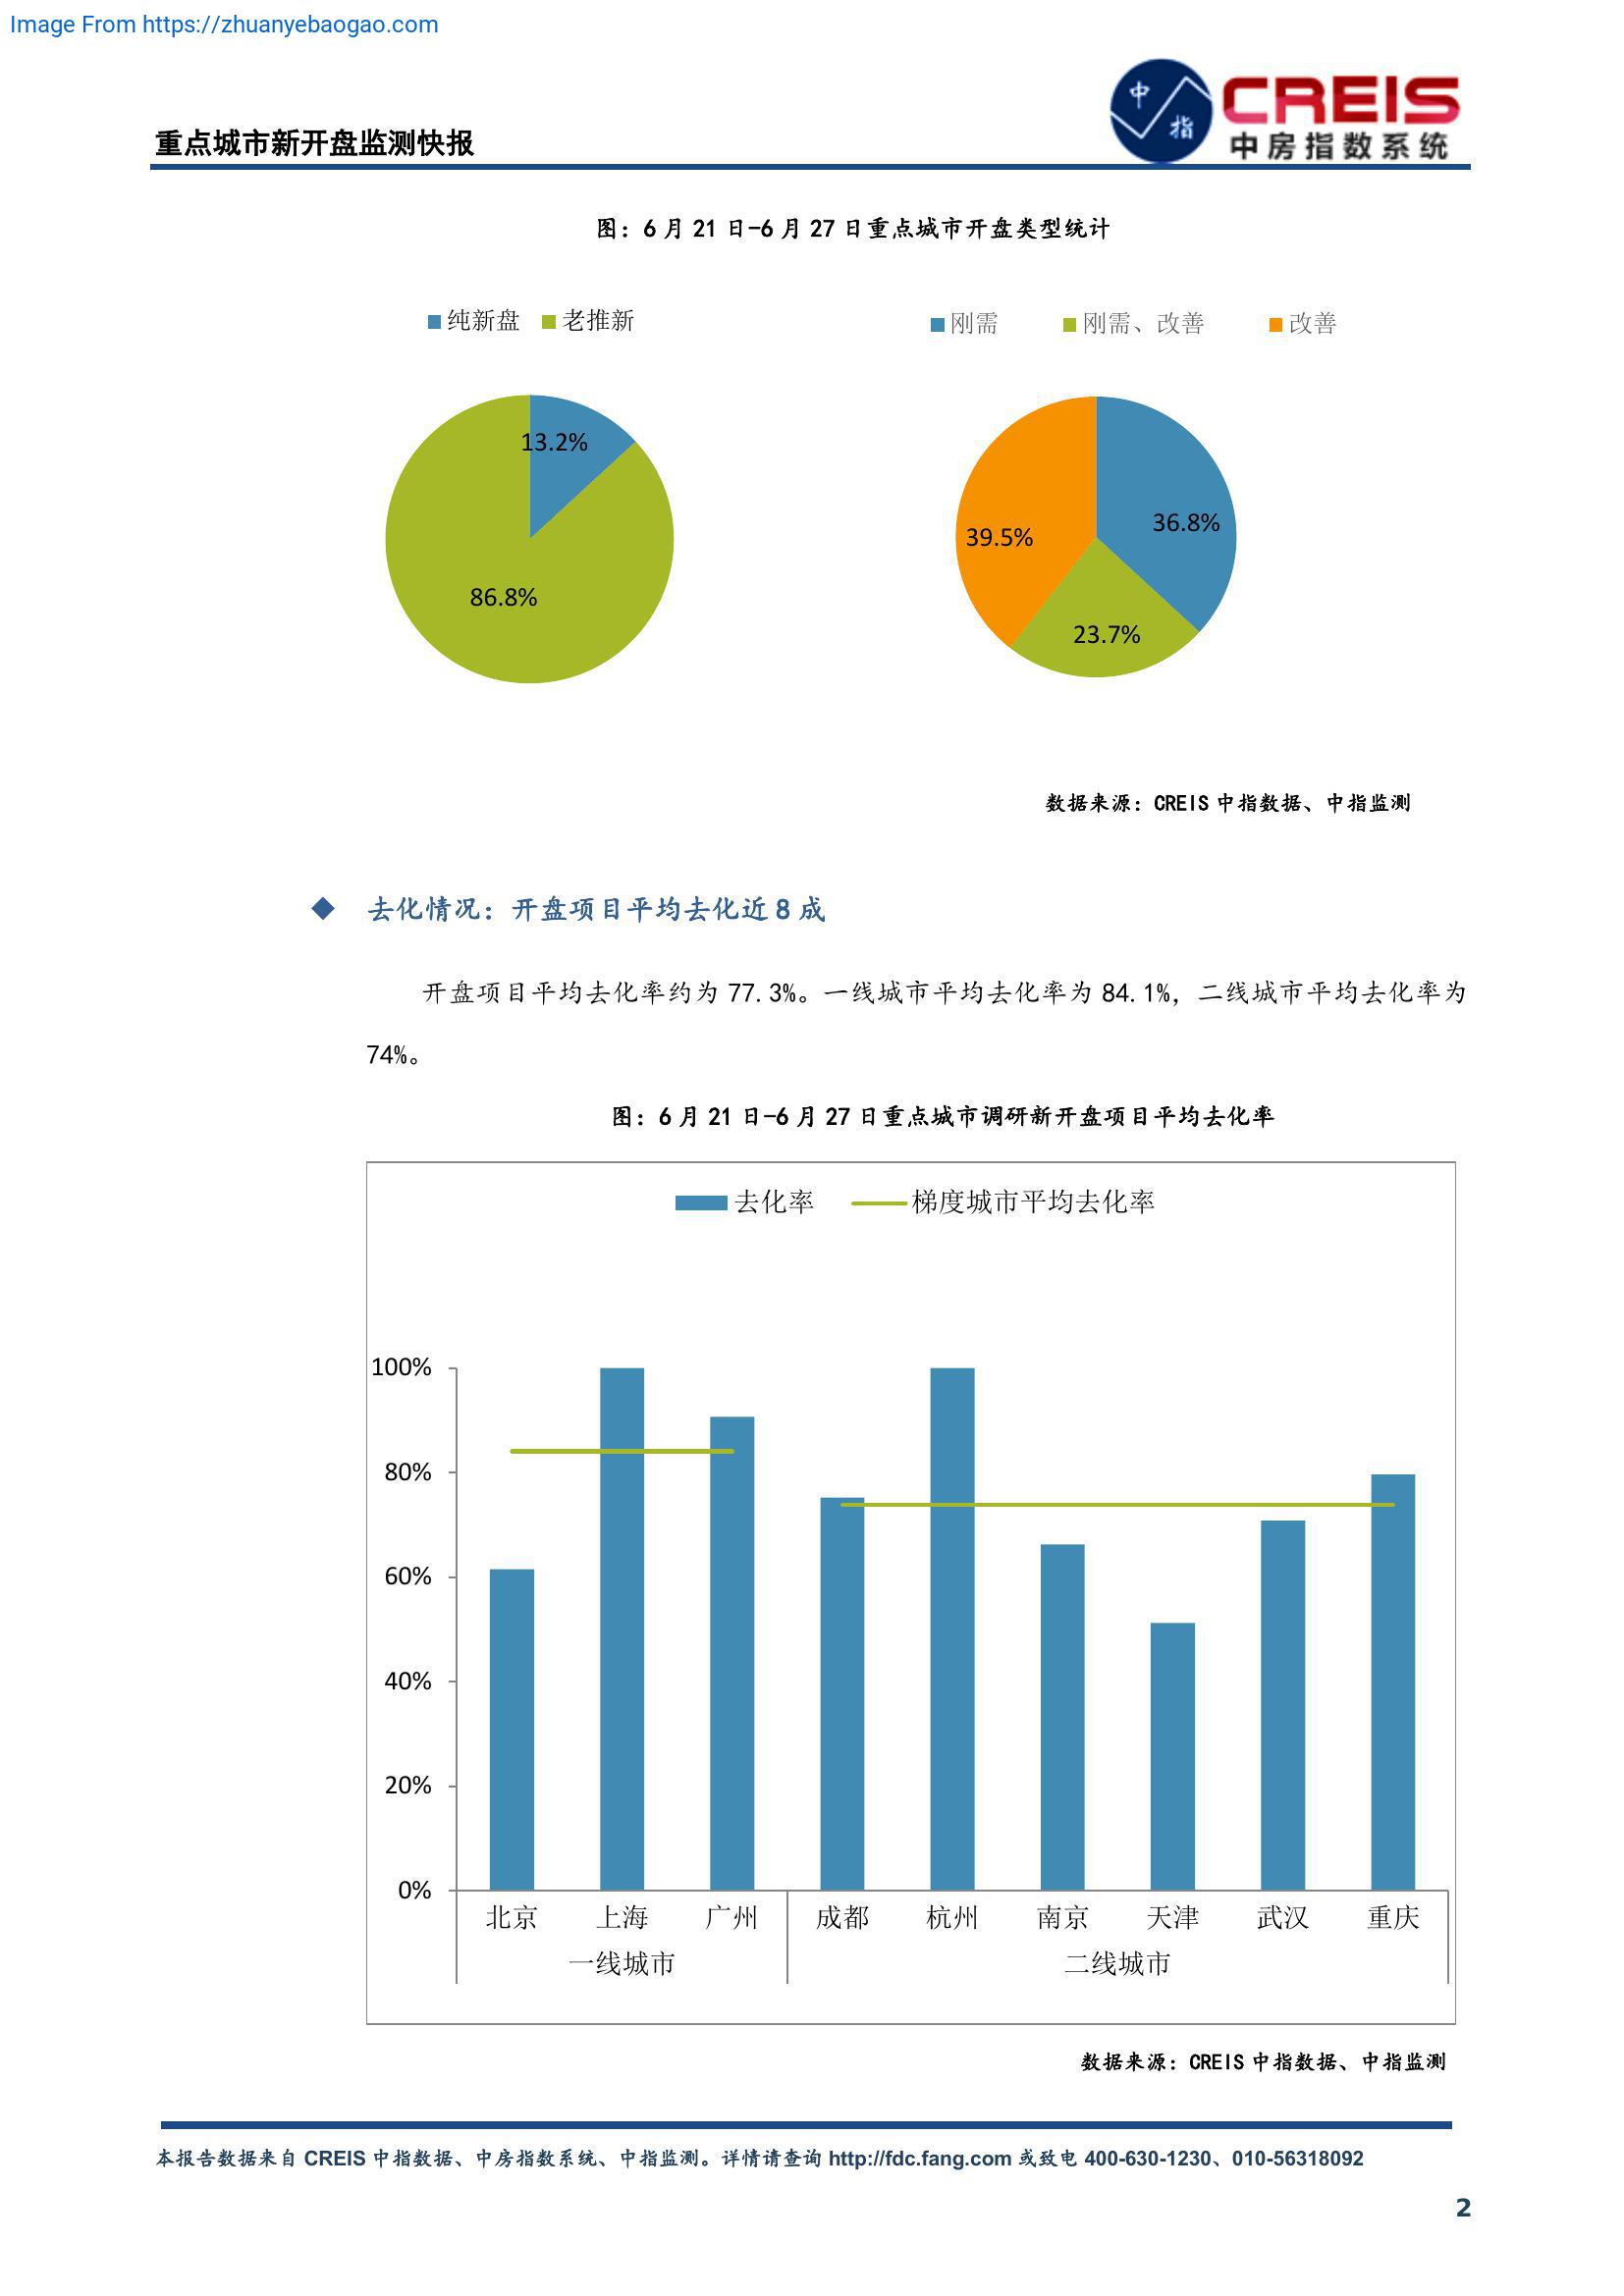 Image From https://zhuanyebaogao.com
中
指
CREIS
中房指数系统
重点城市新开盘监测快报
图：6月21日-6月27日重点城市开盘类型统计
纯新盘 老推新
13.2%
86.8%
刚需 刚需、改善 改善
36.8%
39.5%
23.7%
数据来源：CREIS中指数据、中指监测
去化情况：开盘项目平均去化近8成
开盘项目平均去化率约为77.3%。一线城市平均去化率为84.1%，二线城市平均去化率为
74%。
图：6月21日-6月27日重点城市调研新开盘项目平均去化率
去化率 梯度城市平均去化率
100%
80%
60%
40%
20%
0%
北京 上海 广州 成都 杭州 南京 天津 武汉 重庆
一线城市 二线城市
数据来源：CREIS中指数据、中指监测
本报告数据来自CREIS中指数据、中房指数系统、中指监测。详情请查询http://fdc.fang.com或致电400-630-1230、010-56318092
2